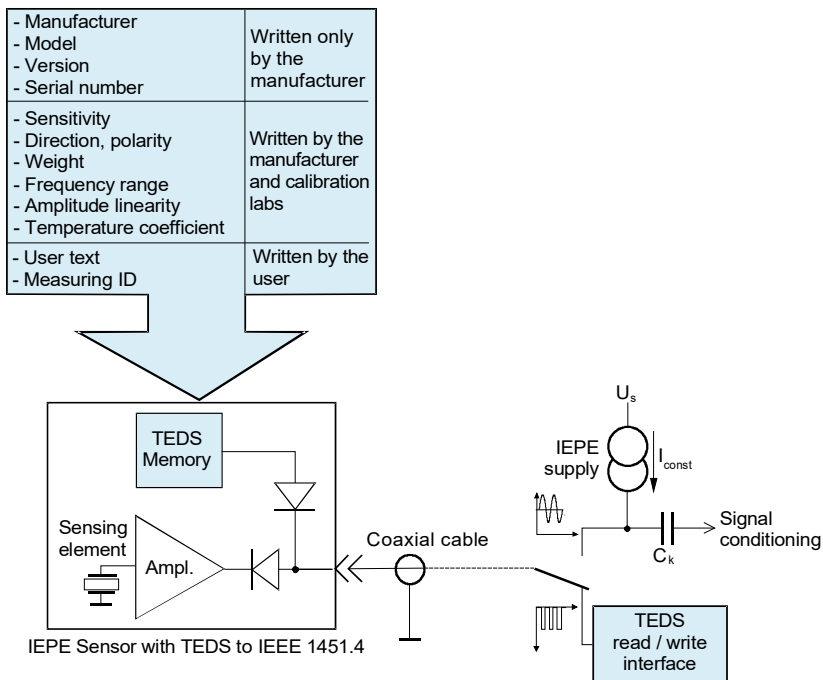 - Manufacturer
- Model
- Version
- Serial number
Written only
by the
manufacturer
- Sensitivity
- Direction, polarity
- Weight
- Frequency range
- Amplitude linearity
- Temperature coefficient
Written by the
manufacturer
and calibration
labs
- User text
- Measuring ID
Written by the
user
TEDS
Memory
Sensing
element
Ampl.
IEPE Sensor with TEDS to IEEE 1451.4
Coaxial cable
Us
IEPE
supply
Iconst
Ck
Signal
conditioning
TEDS
read / write
interface